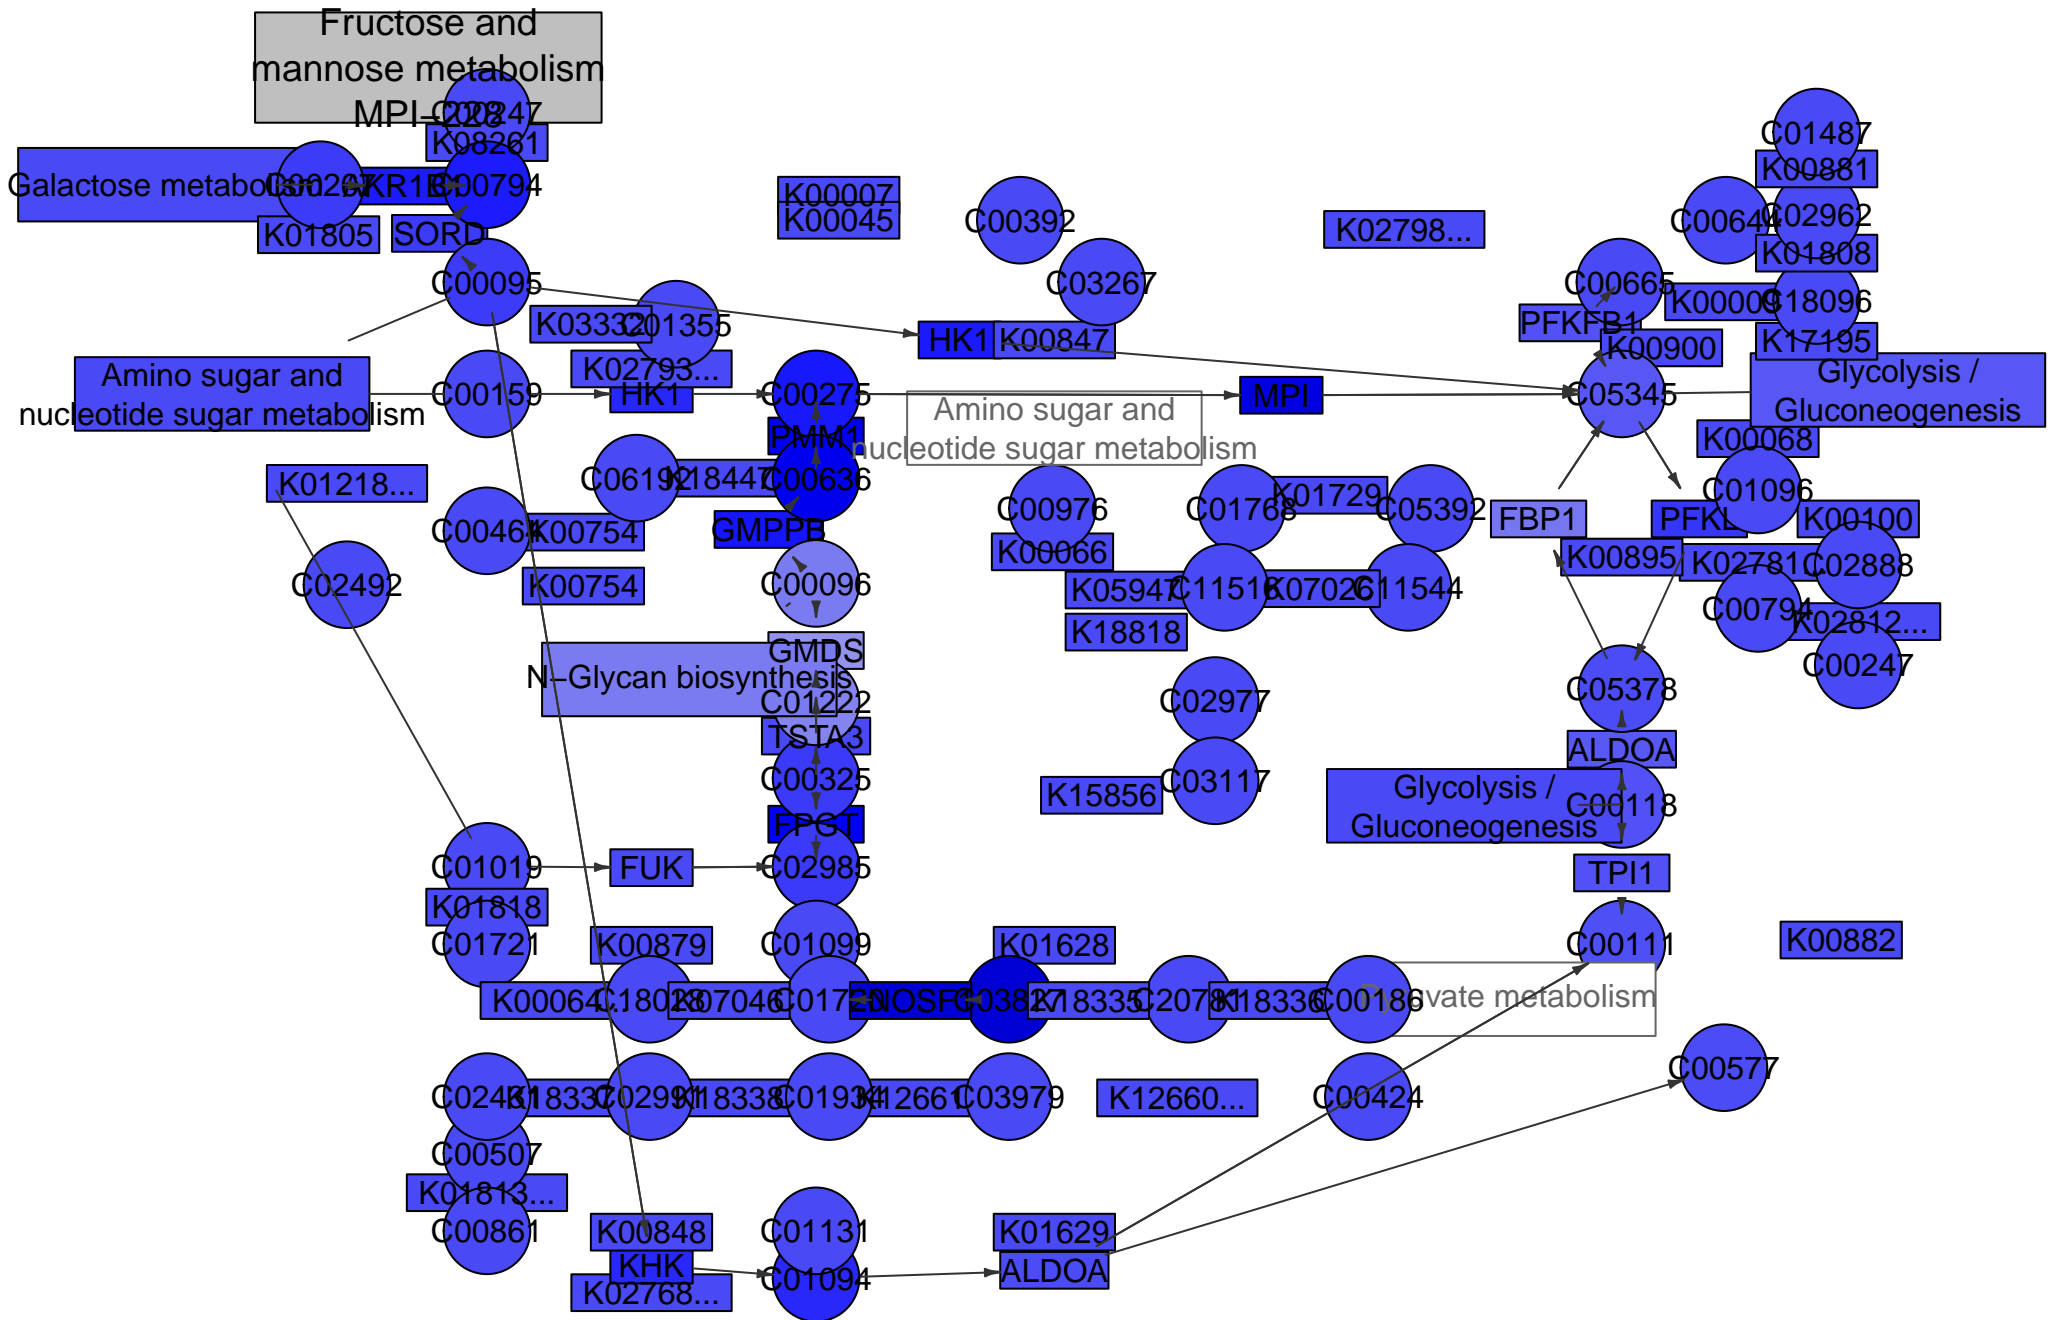 Fructose and
mannose metabolism
MPI-228
C00247
K08261
Galactose metabolism
C00267
AKR1B1
C00794
K01805
SORD
C00095
K00007
K00045
C00392
C03267
K02798...
C01487
K00881
C00644
C02962
K01808
C00665
K00009
C18096
K17195
PFKFB1
K00900
K03332
C01355
K02793...
HK1
K00847
Amino sugar and
nucleotide sugar metabolism
C00159
HK1
C00275
Amino sugar and
nucleotide sugar metabolism
MPI
C05345
Glycolysis /
Gluconeogenesis
PMM1
K01218...
C06192
K18447
C00636
K00068
C01096
C00464
K00754
GMPPB
C00976
K00066
C01768
K01729
C05392
FBP1
PFKL
K00100
K00895
K02781
C02888
C02492
K00754
C00096
K05947
C11516
K07026
C11544
K18818
C00794
K02812...
C00247
GMDS
N-Glycan biosynthesis
C01222
TSTA3
C02977
C05378
ALDOA
C00325
K15856
C03117
Glycolysis /
Gluconeogenesis
C00118
FPGT
C01019
FUK
C02985
TPI1
K01818
C01721
K00879
C01099
K01628
C00111
K00882
K00064...
C18028
K07046
C01720
C03827
K18335
C20781
K18336
C00186
metabolism
C02431
K18337
C02991
K18338
C01934
K12661
C03979
K12660...
C00424
C00577
C00507
K01813...
C00861
K00848
KHK
K02768...
C01131
C01094
K01629
ALDOA